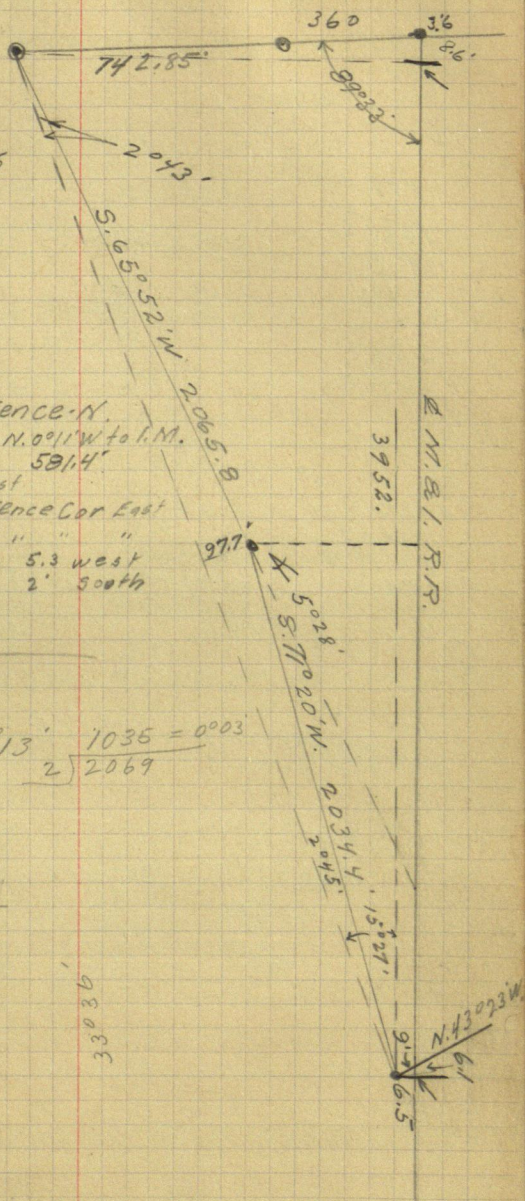 360
3.6
8.6'
742.85'
89°33'
2°43'
S. 65°52' W 2065.8
ence-N.
N. 0°11' W to I.M.
581.4'
st
ence Cor East
" " "
5.3 west
2' South
3952.
M. & I. R.R.
97.7'
5°28'
S. 71°20' W. 2034.4'
2°45'
15°27'
13'
1035 = 0°03'
2 ) 2069
33°36'
N. 43°23' W.
6.1
9'
6.5